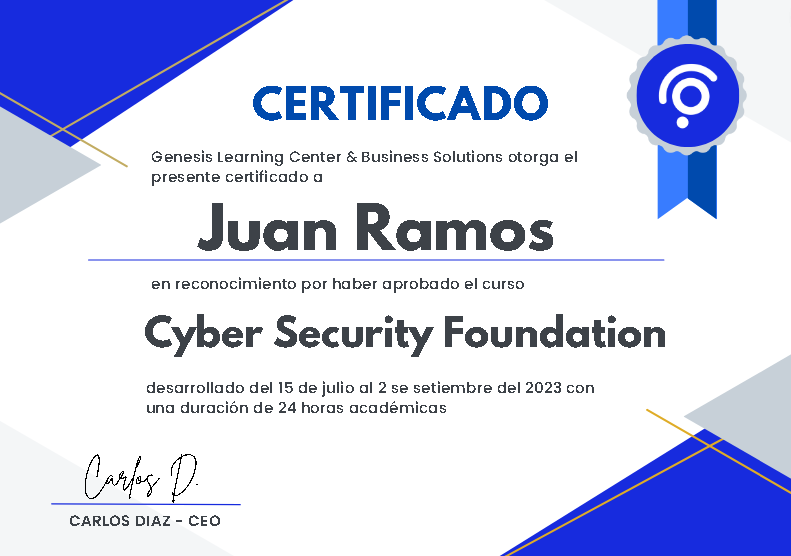 CERTIFICADO
Genesis Learning Center & Business Solutions otorga el
presente certificado a
Juan Ramos
en reconocimiento por haber aprobado el curso
Cyber Security Foundation
desarrollado del 15 de julio al 2 se setiembre del 2023 con
una duración de 24 horas académicas
Carlos D.
CARLOS DIAZ - CEO